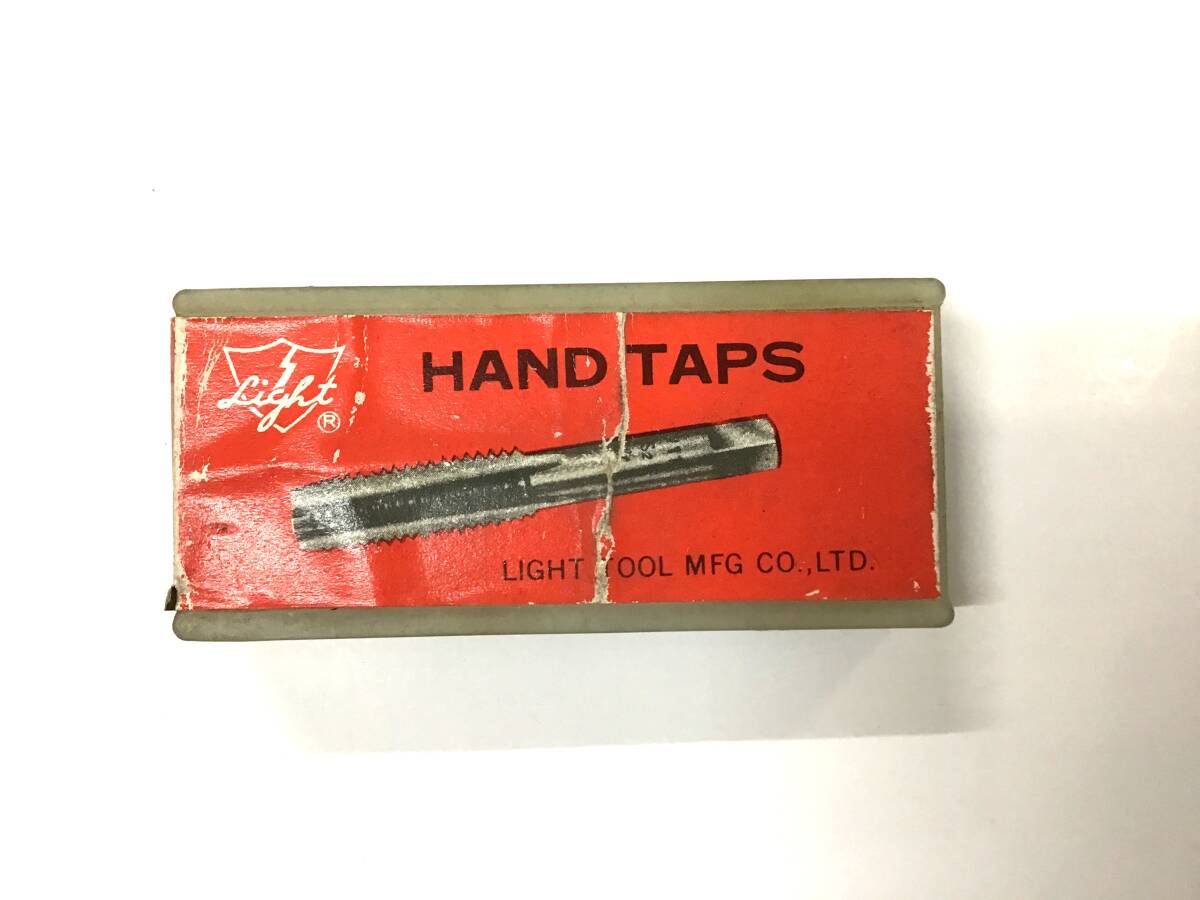 Light
®
HAND TAPS
LIGHT TOOL MFG CO.,LTD.